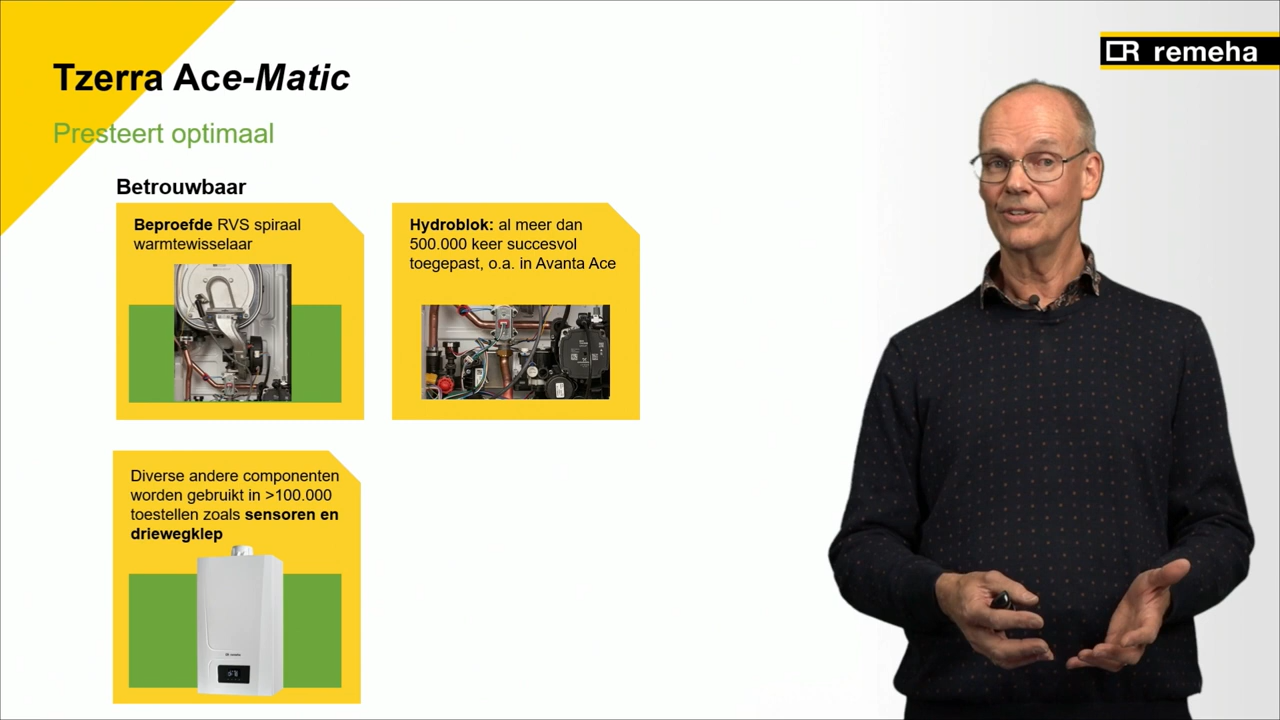 Tzerra Ace-Matic
remeha
Presteert optimaal
Betrouwbaar
Beproefde RVS spiraal
warmtewisselaar
Hydroblok: al meer dan
500.000 keer succesvol
toegepast, o.a. in Avanta Ace
Diverse andere componenten
worden gebruikt in >100.000
toestellen zoals sensoren en
driewegklep
remeha